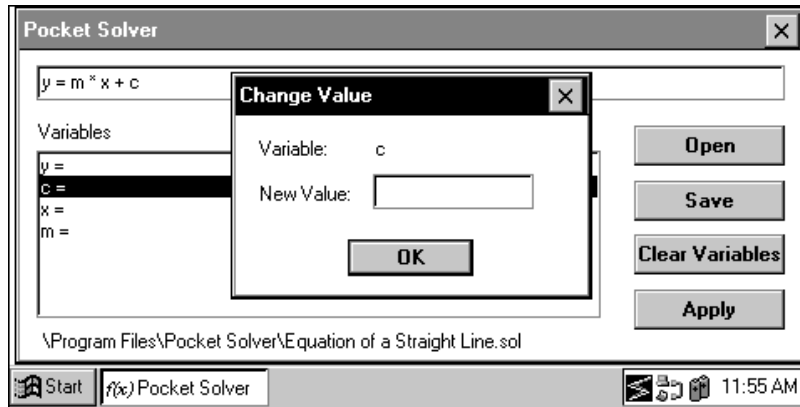 Pocket Solver
y = m * x + c
Change Value
Variable: c
New Value:
OK
Variables
y =
c =
x =
m =
Open
Save
Clear Variables
Apply
\Program Files\Pocket Solver\Equation of a Straight Line.sol
Start f(x) Pocket Solver 11:55 AM